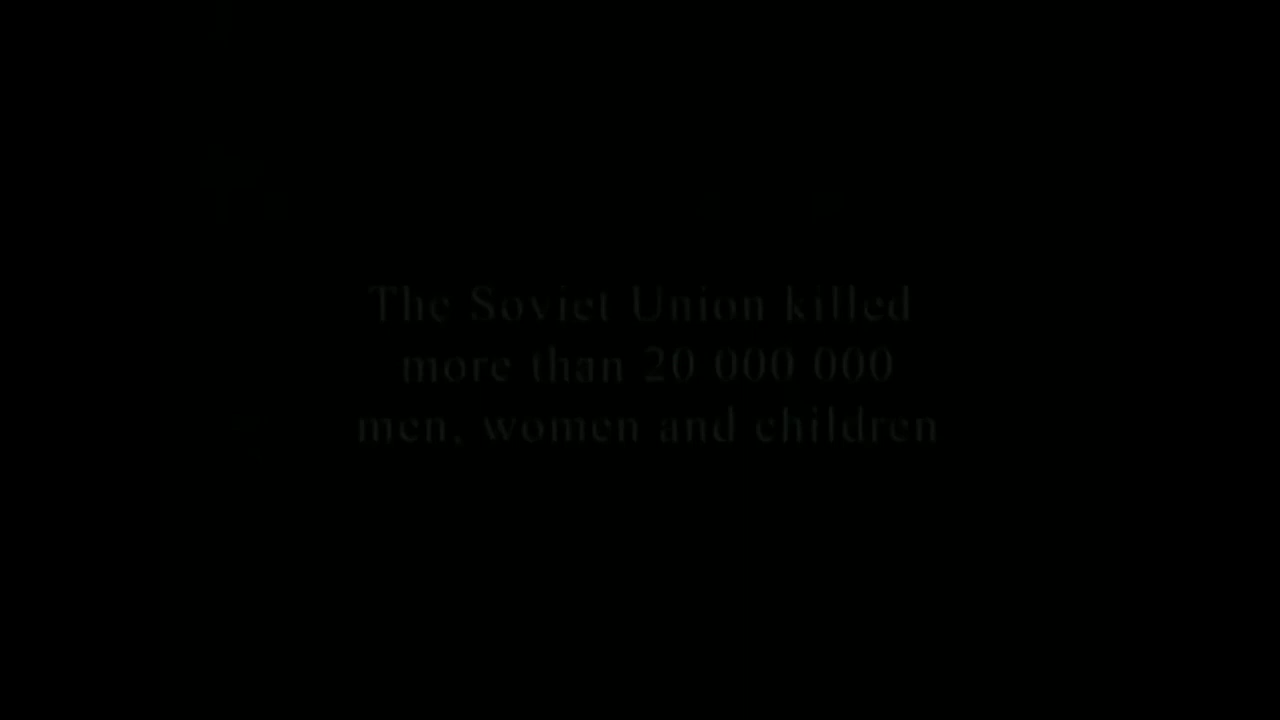 The Soviet Union killed
more than 20 000 000
men, women and children